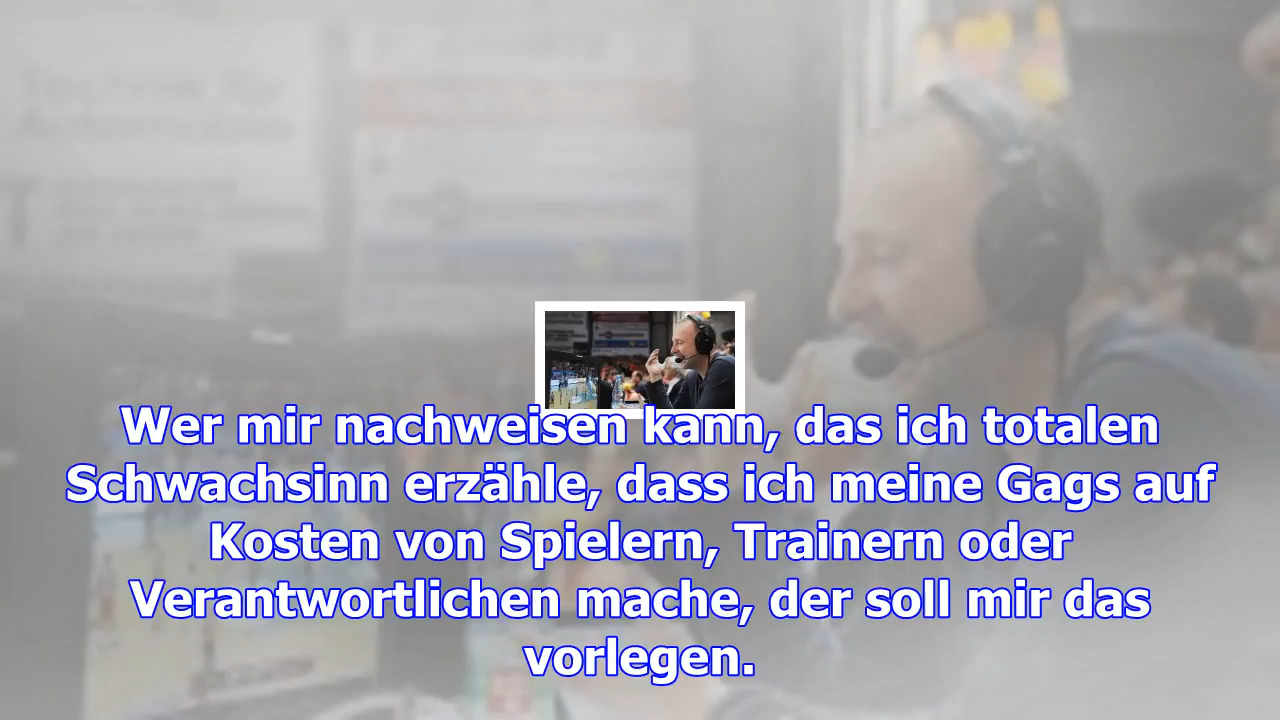 Wer mir nachweisen kann, das ich totalen
Schwachsinn erzähle, dass ich meine Gags auf
Kosten von Spielern, Trainern oder
Verantwortlichen mache, der soll mir das
vorlegen.